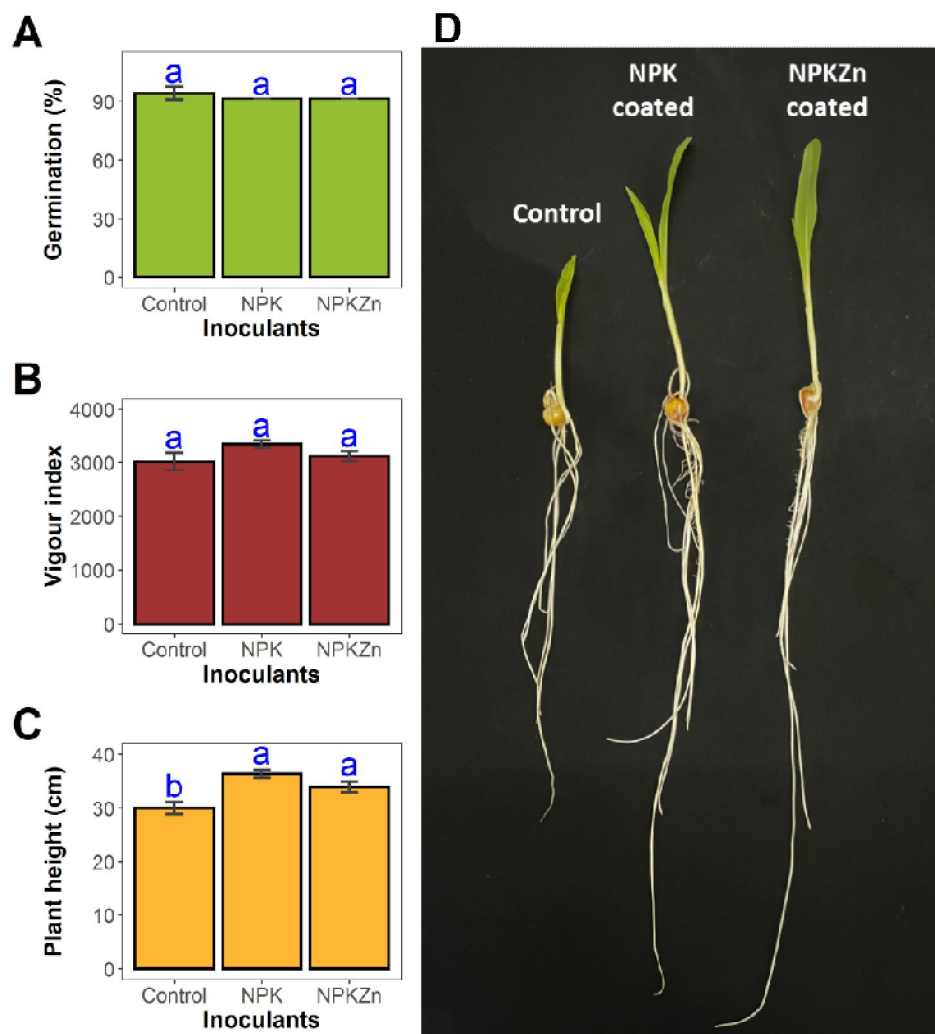 A
a
a
a
Germination (%)
90
60
30
0
Control NPK NPKZn
Inoculants
B
a
a
a
Vigour index
4000
3000
2000
1000
0
Control NPK NPKZn
Inoculants
C
b
a
a
Plant height (cm)
40
30
20
10
0
Control NPK NPKZn
Inoculants
D
Control
NPK
coated
NPKZn
coated